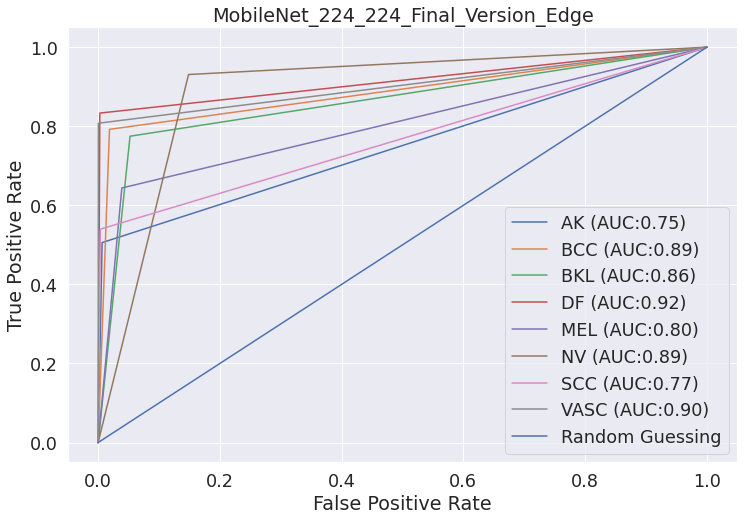 MobileNet_224_224_Final_Version_Edge
1.0
0.8
0.6
0.4
0.2
0.0
True Positive Rate
AK (AUC:0.75)
BCC (AUC:0.89)
BKL (AUC:0.86)
DF (AUC:0.92)
MEL (AUC:0.80)
NV (AUC:0.89)
SCC (AUC:0.77)
VASC (AUC:0.90)
Random Guessing
0.0 0.2 0.4 0.6 0.8 1.0
False Positive Rate